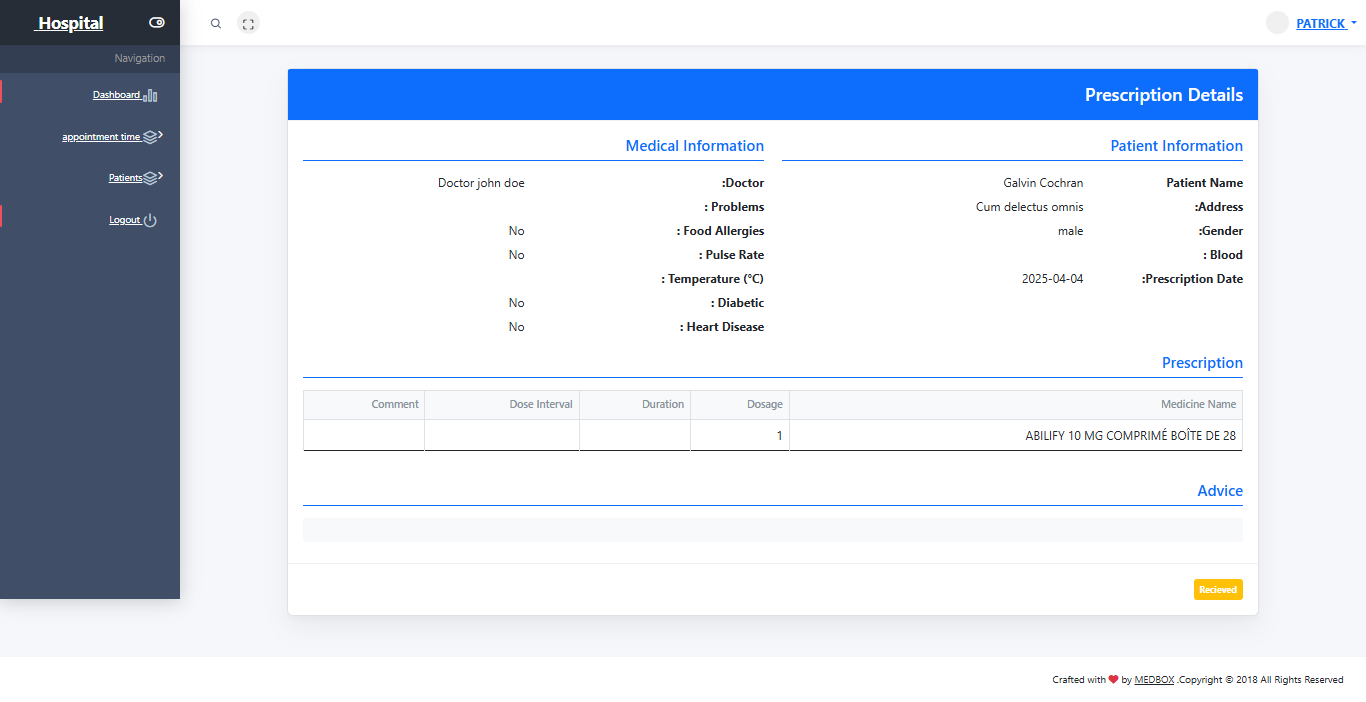 Hospital
PATRICK
Navigation
Dashboard
appointment time
Patients
Logout
Prescription Details
Patient Information
Patient Name Galvin Cochran
:Address Cum delectus omnis
:Gender male
: Blood
:Prescription Date 2025-04-04
Medical Information
:Doctor Doctor john doe
: Problems
: Food Allergies No
: Pulse Rate No
: Temperature (°C)
: Diabetic No
: Heart Disease No
Prescription
Medicine Name Dosage Duration Dose Interval Comment
ABILIFY 10 MG COMPRIMÉ BOÎTE DE 28 1
Advice
Recieved
Crafted with ❤ by MEDBOX .Copyright © 2018 All Rights Reserved